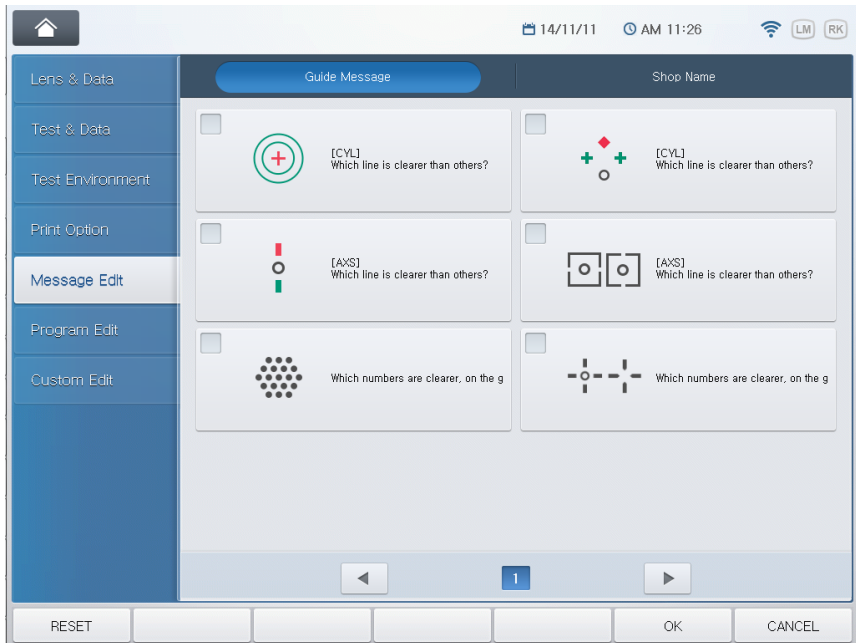 14/11/11 AM 11:26 LM RK
Lens & Data
Test & Data
Test Environment
Print Option
Message Edit
Program Edit
Custom Edit
Guide Message
Shop Name
[CYL]
Which line is clearer than others?
[CYL]
Which line is clearer than others?
[AXS]
Which line is clearer than others?
[AXS]
Which line is clearer than others?
Which numbers are clearer, on the g
Which numbers are clearer, on the g
1
RESET
OK
CANCEL